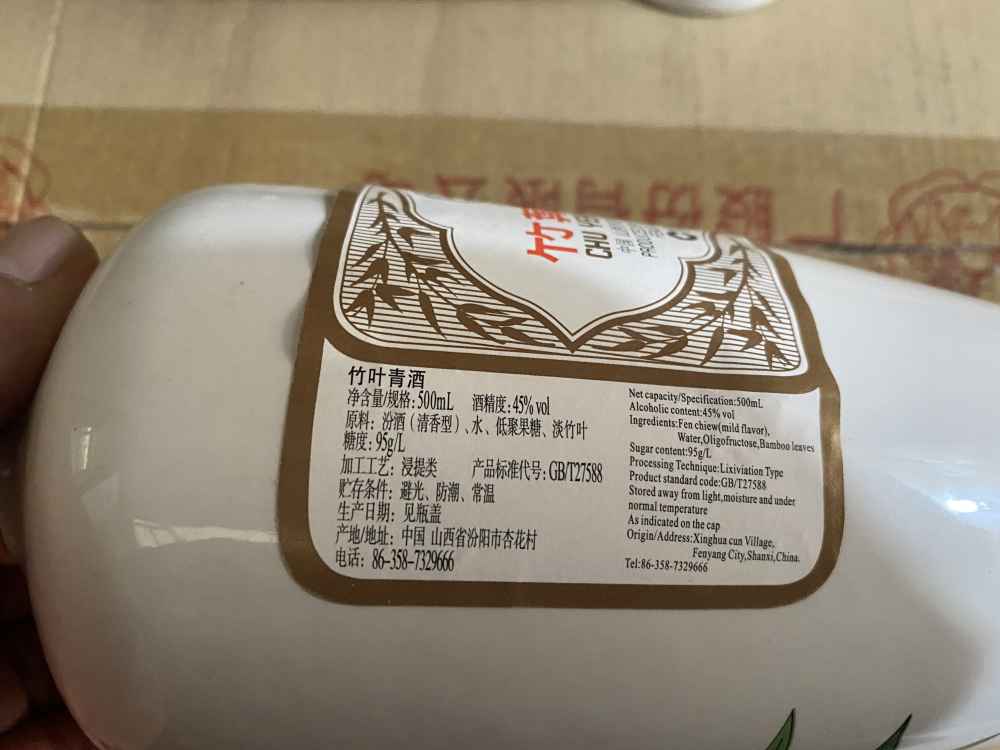 竹
CHU
竹叶青酒
净含量/规格:500mL 酒精度:45% vol
原料:汾酒(清香型)、水、低聚果糖、淡竹叶
糖度:95g/L
加工工艺:浸提类 产品标准代号:GB/T27588
贮存条件:避光、防潮、常温
生产日期:见瓶盖
产地/地址:中国 山西省汾阳市杏花村
电话:86-358-7329666
Net capacity/Specification:500mL
Alcoholic content:45% vol
Ingredients:Fen chiew(mild flavor),
Water,Oligofructose,Bamboo leaves
Sugar content:95g/L
Processing Technique:Lixiviation Type
Product standard code:GB/T27588
Stored away from light,moisture and under
normal temperature
As indicated on the cap
Origin/Address:Xinghua cun Village,
Fenyang City,Shanxi,China.
Tel:86-358-7329666